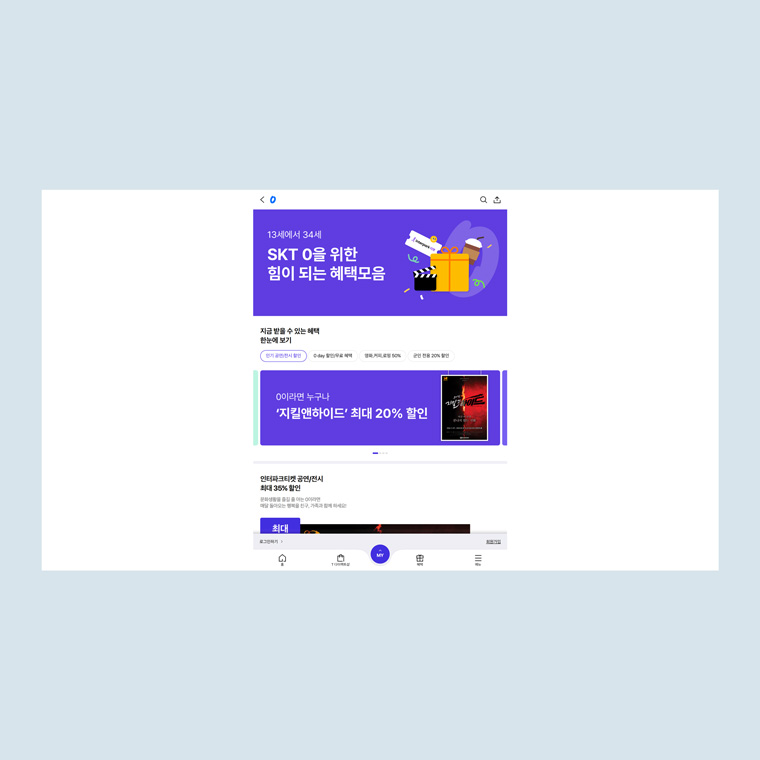 13세에서 34세
SKT 0을 위한
힘이 되는 혜택모음
interpark
지금 받을 수 있는 혜택
한눈에 보기
인기 공연/전시 할인
0 day 할인/무료 혜택
영화,커피,로밍 50%
군인 전용 20% 할인
0이라면 누구나
‘지킬앤하이드’ 최대 20% 할인
인터파크티켓 공연/전시
최대 35% 할인
문화생활을 즐길 줄 아는 0이라면
매달 돌아오는 행복을 친구, 가족과 함께 하세요!
최대
로그인하기
회원가입
홈
T 다이렉트샵
MY
혜택
메뉴